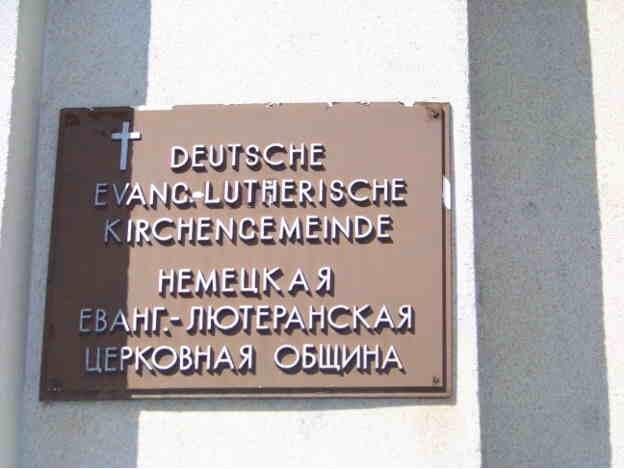 DEUTSCHE
EVANG.-LUTHERISCHE
KIRCHENGEMEINDE
НЕМЕЦКАЯ
ЕВАНГ.-ЛЮТЕРАНСКАЯ
ЦЕРКОВНАЯ ОБЩИНА